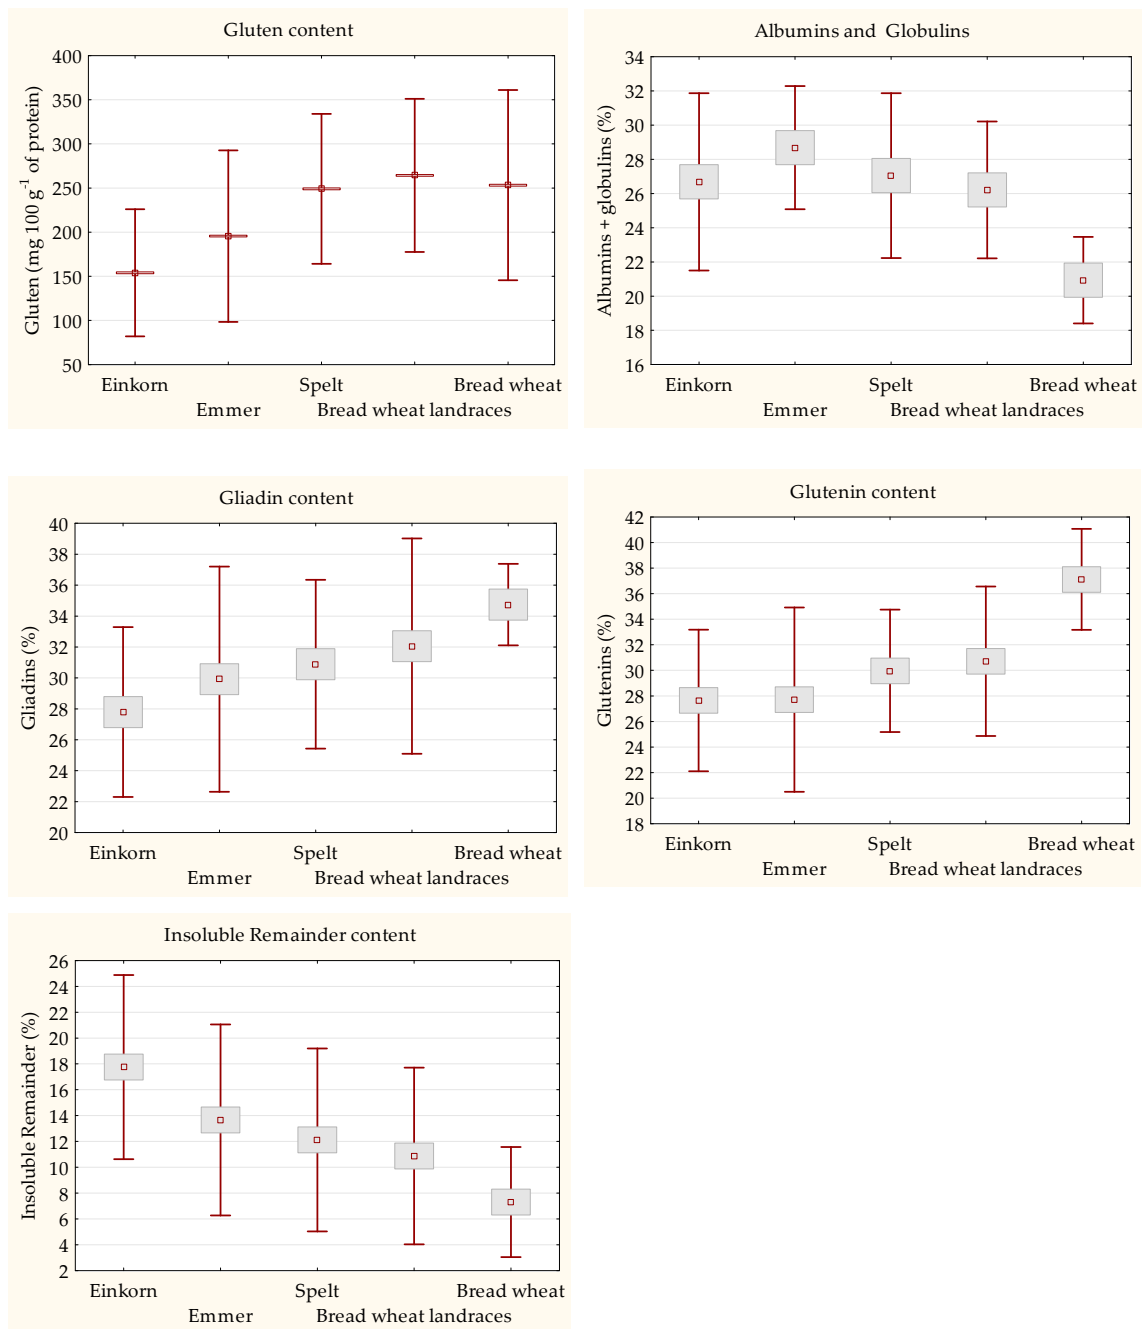 Gluten content
Gluten (mg 100 g⁻¹ of protein)
400
350
300
250
200
150
100
50
Einkorn Spelt Bread wheat
Emmer Bread wheat landraces
Albumins and Globulins
Albumins + globulins (%)
34
32
30
28
26
24
22
20
18
16
Einkorn Spelt Bread wheat
Emmer Bread wheat landraces
Gliadin content
Gliadins (%)
40
38
36
34
32
30
28
26
24
22
20
Einkorn Spelt Bread wheat
Emmer Bread wheat landraces
Glutenin content
Glutenins (%)
42
40
38
36
34
32
30
28
26
24
22
20
18
Einkorn Spelt Bread wheat
Emmer Bread wheat landraces
Insoluble Remainder content
Insoluble Remainder (%)
26
24
22
20
18
16
14
12
10
8
6
4
2
Einkorn Spelt Bread wheat
Emmer Bread wheat landraces